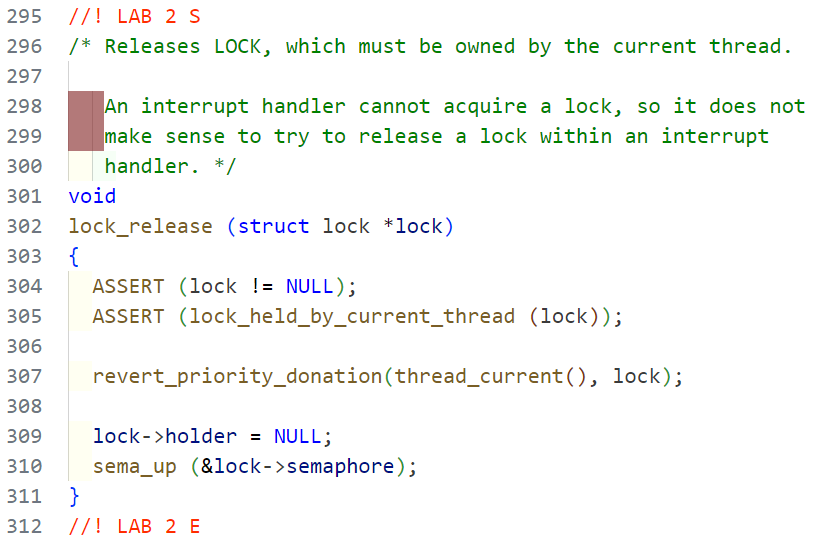 295 //! LAB 2 S
296 /* Releases LOCK, which must be owned by the current thread.
297
298    An interrupt handler cannot acquire a lock, so it does not
299    make sense to try to release a lock within an interrupt
300    handler. */
301 void
302 lock_release (struct lock *lock)
303 {
304   ASSERT (lock != NULL);
305   ASSERT (lock_held_by_current_thread (lock));
306
307   revert_priority_donation(thread_current(), lock);
308
309   lock->holder = NULL;
310   sema_up (&lock->semaphore);
311 }
312 //! LAB 2 E